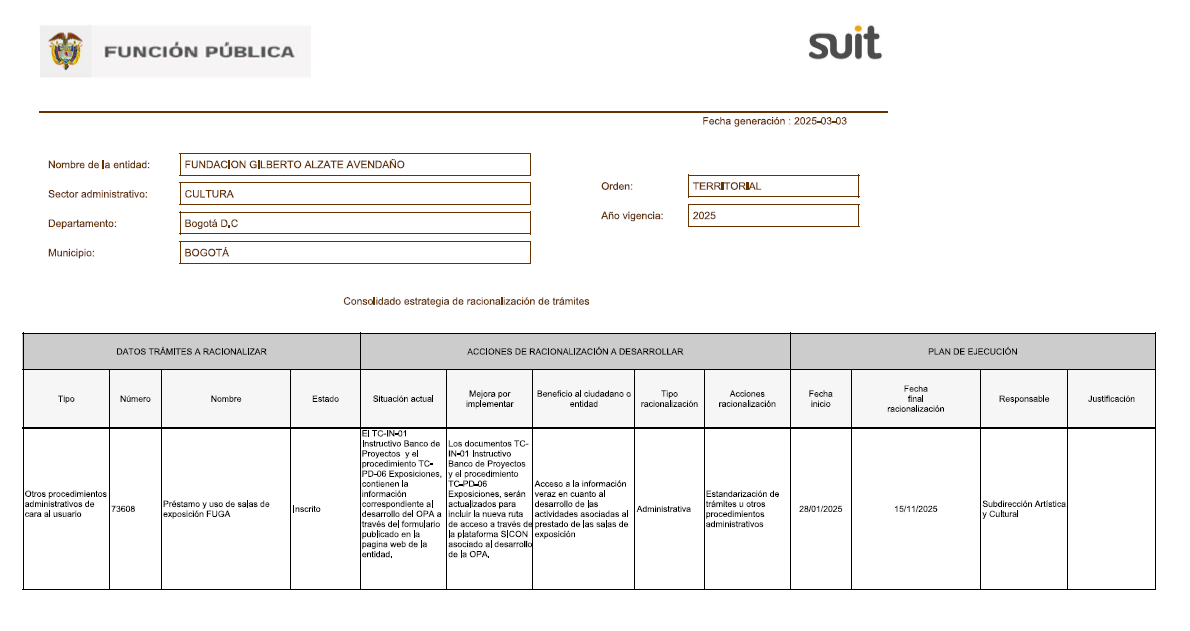 FUNCIÓN PÚBLICA
suit
Fecha generación : 2025-03-03
Nombre de la entidad:
FUNDACION GILBERTO ALZATE AVENDAÑO
Orden:
TERRITORIAL
Sector administrativo:
CULTURA
Año vigencia:
2025
Departamento:
Bogotá D.C
Municipio:
BOGOTÁ
Consolidado estrategia de racionalización de trámites
DATOS TRÁMITES A RACIONALIZAR
ACCIONES DE RACIONALIZACIÓN A DESARROLLAR
PLAN DE EJECUCIÓN
Tipo
Número
Nombre
Estado
Situación actual
Mejora por
implementar
Beneficio al ciudadano o
entidad
Tipo
racionalización
Acciones
racionalización
Fecha
inicio
Fecha
final
racionalización
Responsable
Justificación
Otros procedimientos
administrativos de
cara al usuario
73608
Préstamo y uso de salas de
exposición FUGA
Inscrito
El TC-IN-01
Instructivo Banco de
Proyectos y el
procedimiento TC-
PD-06 Exposiciones,
contienen la
información
correspondiente al
desarrollo del OPA a
través del formulario
publicado en la
pagina web de la
entidad.
Los documentos TC-
IN-01 Instructivo
Banco de Proyectos
y el procedimiento
TC-PD-06
Exposiciones, serán
actualizados para
incluir la nueva ruta
de acceso a través de
la plataforma SICON
asociado al desarrollo
de la OPA.
Acceso a la información
veraz en cuanto al
desarrollo de las
actividades asociadas al
prestado de las salas de
exposición
Administrativa
Estandarización de
trámites u otros
procedimientos
administrativos
28/01/2025
15/11/2025
Subdirección Artística
y Cultural